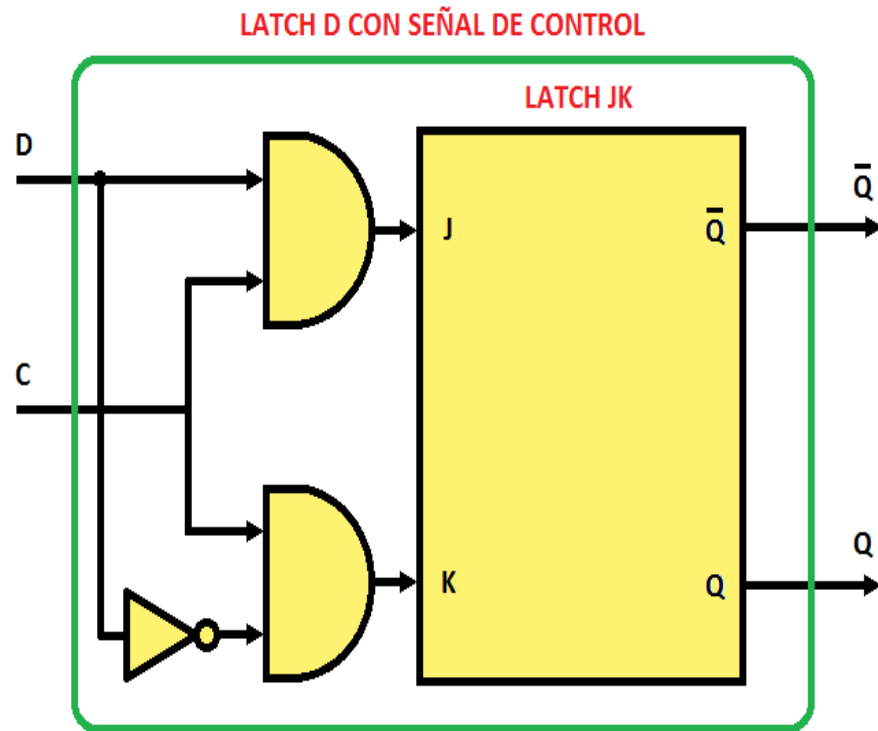 LATCH D CON SEÑAL DE CONTROL
LATCH JK
D
Q̅
J
Q̅
C
Q
K
Q